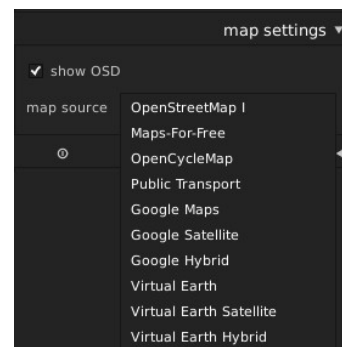 map settings
show OSD
map source
OpenStreetMap I
Maps-For-Free
OpenCycleMap
Public Transport
Google Maps
Google Satellite
Google Hybrid
Virtual Earth
Virtual Earth Satellite
Virtual Earth Hybrid